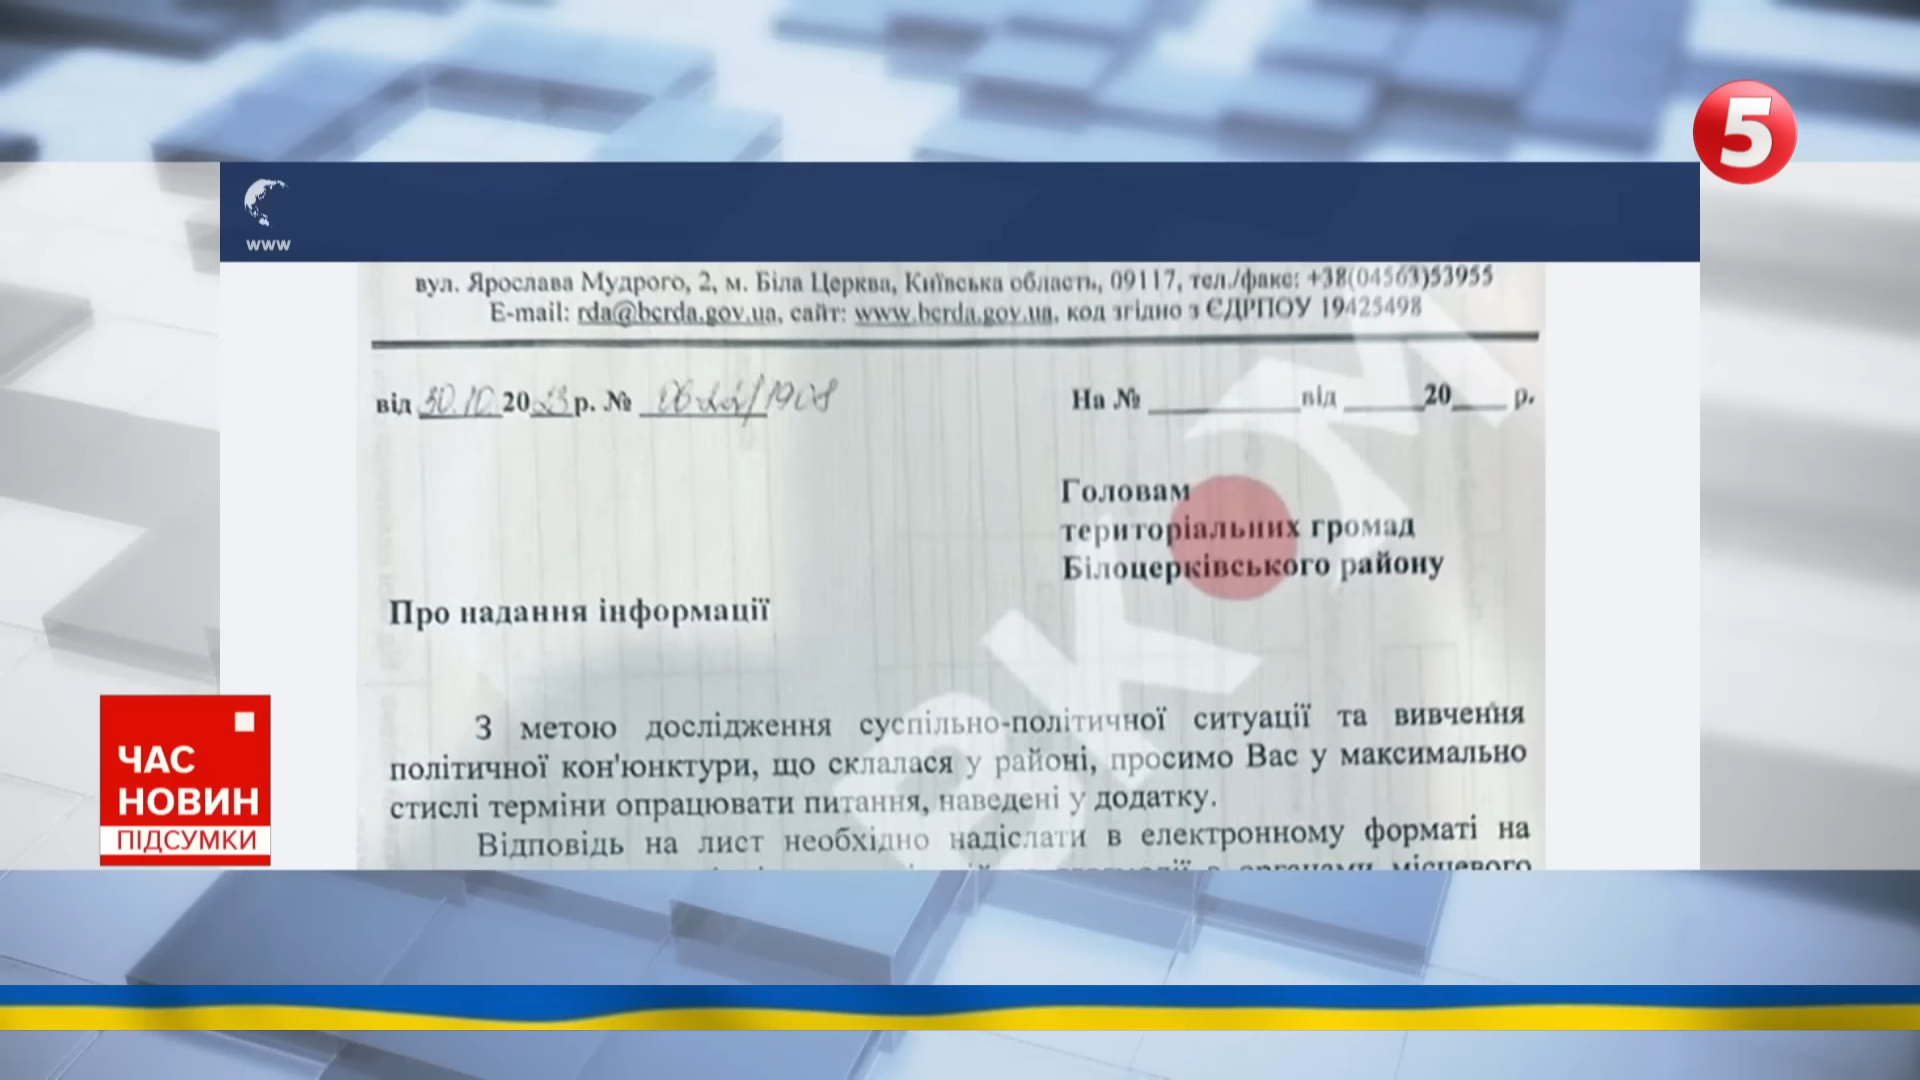 5
www
вул. Ярослава Мудрого, 2, м. Біла Церква, Київська область, 09117, тел./факс: +38(04563)53955
E-mail: rda@bcrda.gov.ua, сайт: www.bcrda.gov.ua, код згідно з ЄДРПОУ 19425498
від 30.10 2023 р. № /1908
На № від 20 р.
Головам
територіальних громад
Білоцерківського району
Про надання інформації
З метою дослідження суспільно-політичної ситуації та вивчення
політичної кон'юнктури, що склалася у районі, просимо Вас у максимально
стислі терміни опрацювати питання, наведені у додатку.
Відповідь на лист необхідно надіслати в електронному форматі на
органами місцевого
ЧАС
НОВИН
ПІДСУМКИ